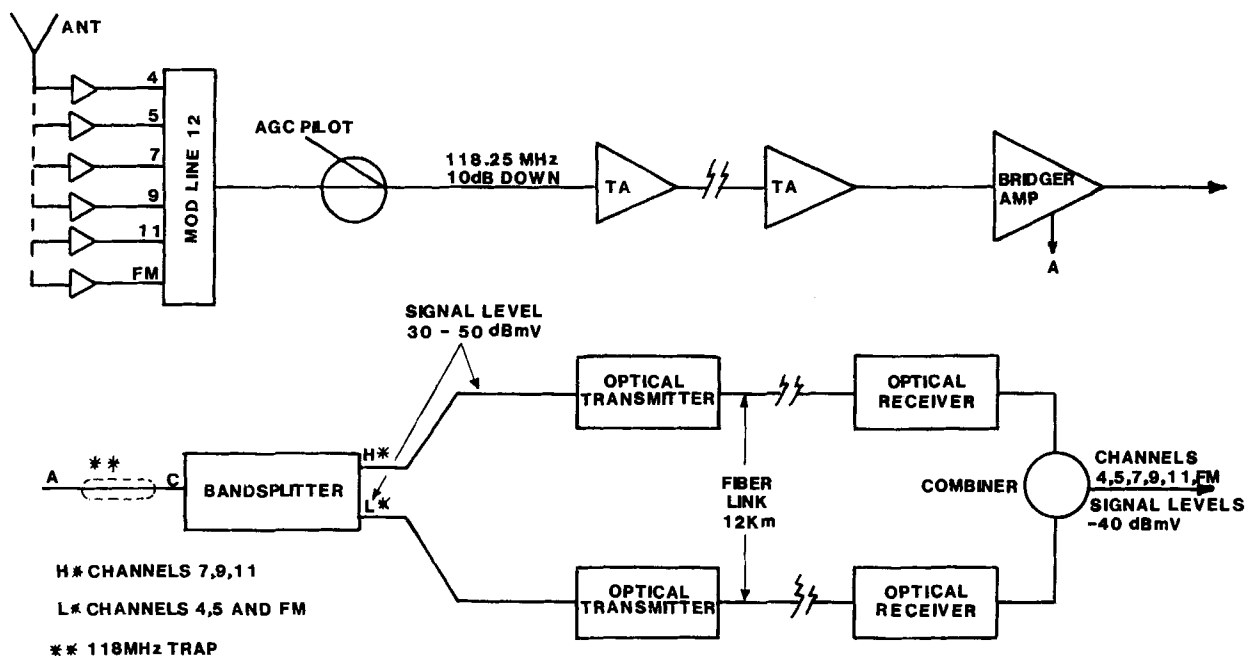 ANT
4
5
7
9
11
FM
MOD LINE 12
AGC PILOT
118.25 MHz
10dB DOWN
TA
TA
BRIDGER
AMP
A
SIGNAL LEVEL
30 - 50 dBmV
OPTICAL
TRANSMITTER
OPTICAL
RECEIVER
A
**
C
BANDSPLITTER
H*
L*
FIBER
LINK
12Km
COMBINER
CHANNELS
4,5,7,9,11,FM
SIGNAL LEVELS
-40 dBmV
OPTICAL
TRANSMITTER
OPTICAL
RECEIVER
H* CHANNELS 7,9,11
L* CHANNELS 4,5 AND FM
** 118MHz TRAP